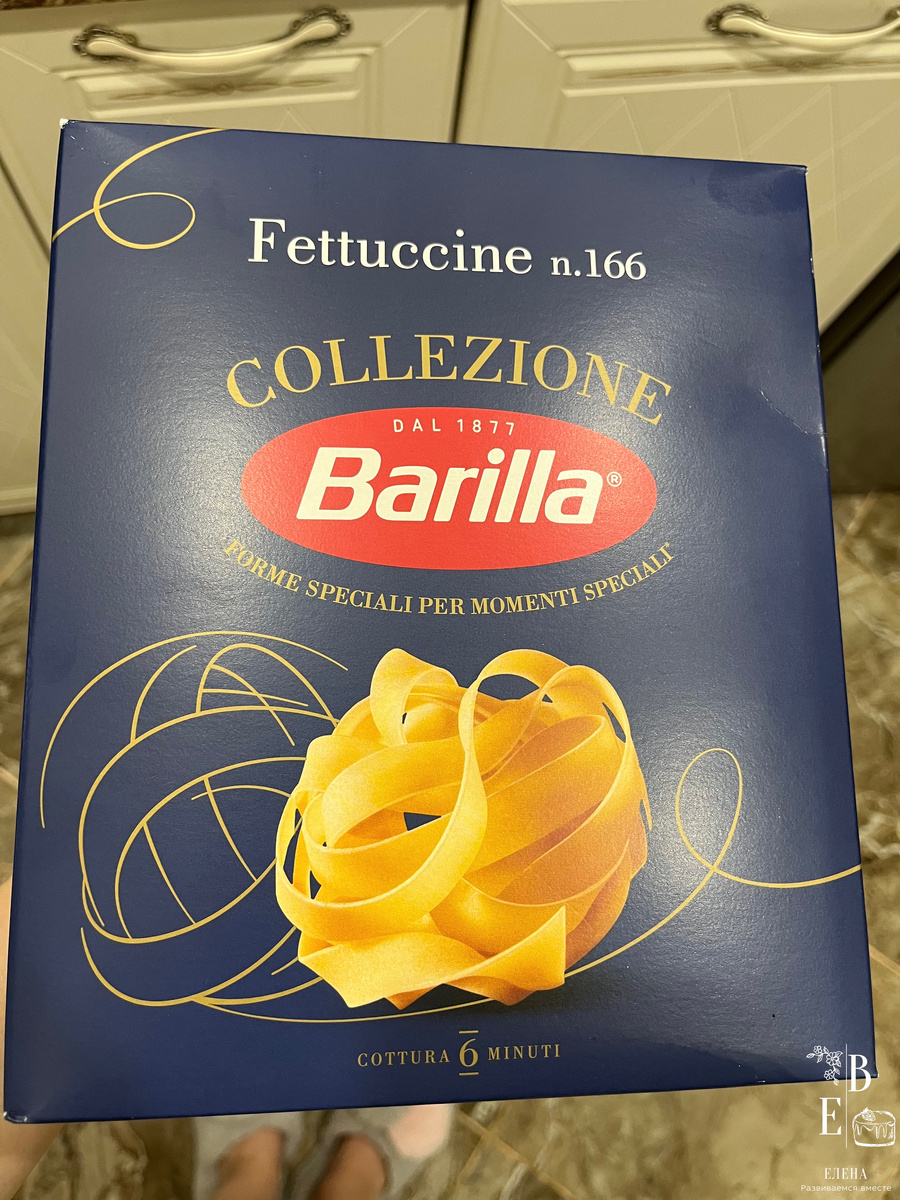 Fettuccine n.166
COLLEZIONE
DAL 1877
Barilla®
FORME SPECIALI PER MOMENTI SPECIALI*
COTTURA 6 MINUTI
B
E
ЕЛЕНА
Развиваемся вместе